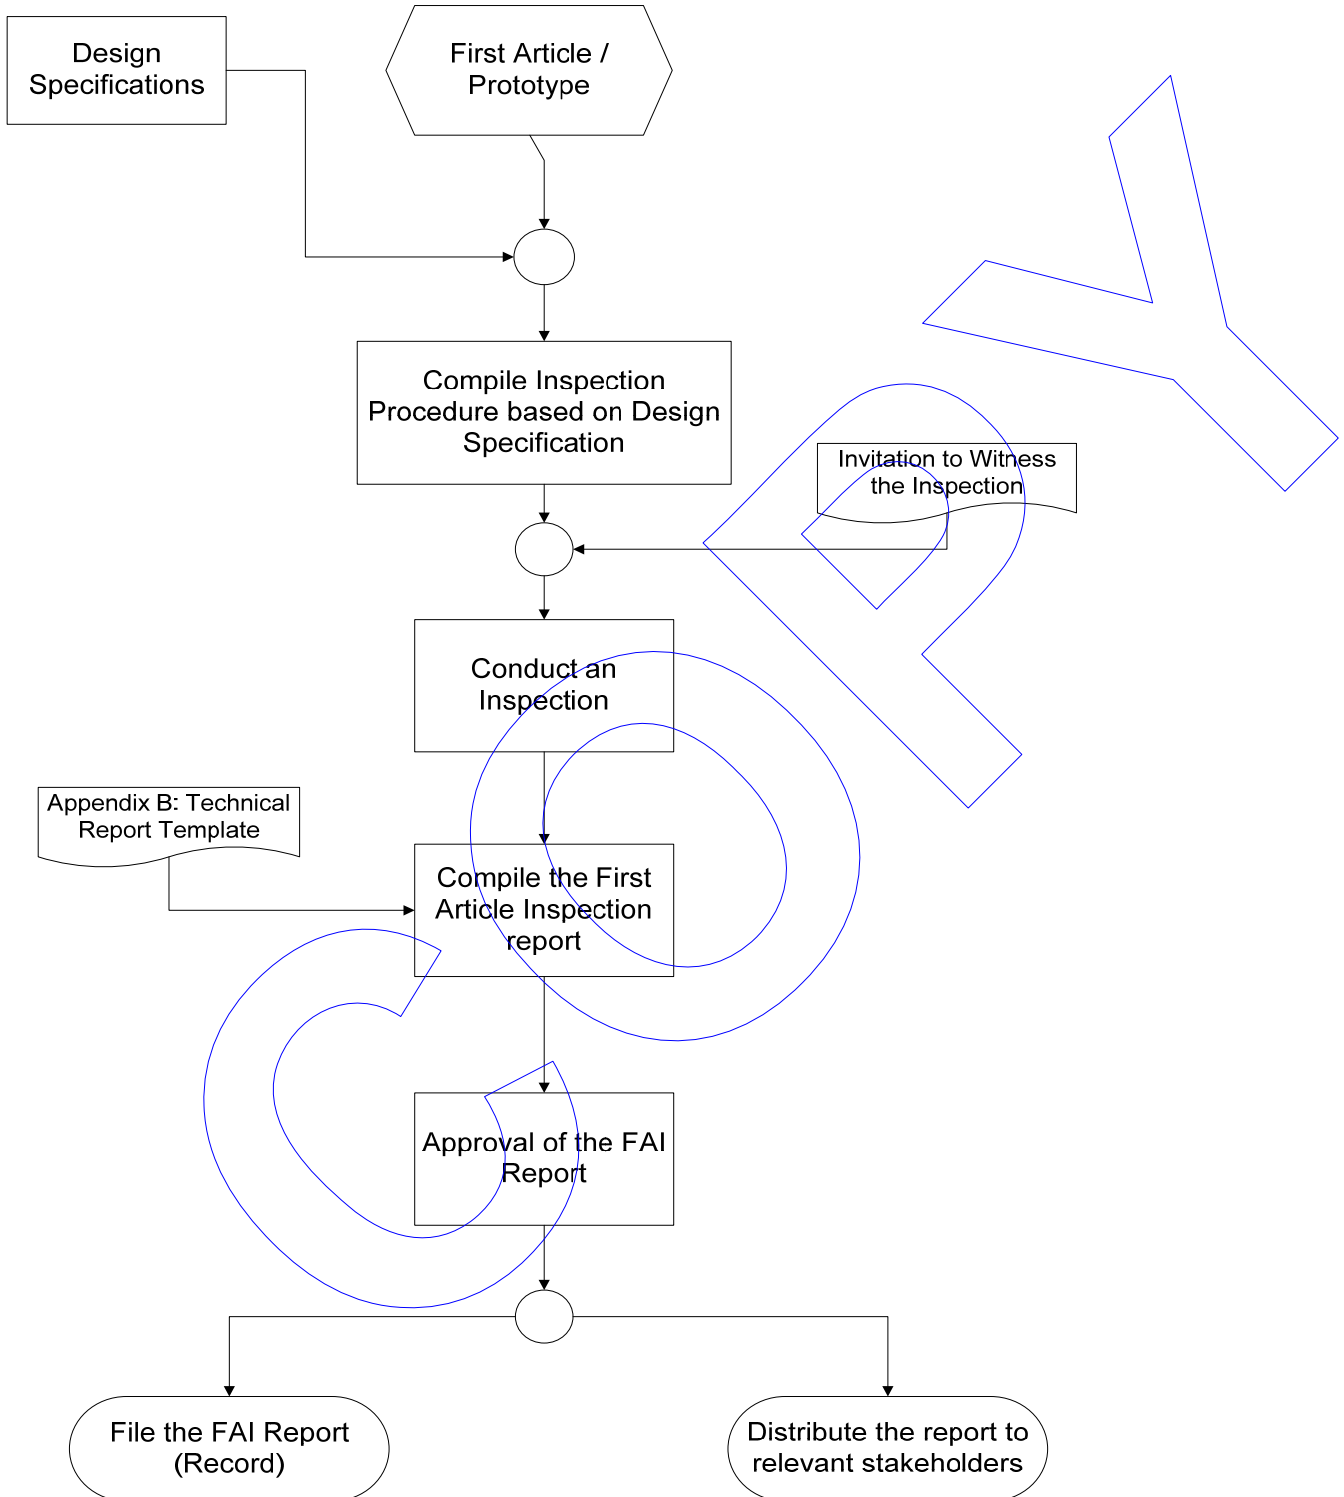 Design
Specifications
First Article /
Prototype
Compile Inspection
Procedure based on Design
Specification
Invitation to Witness
the Inspection
Conduct an
Inspection
Appendix B: Technical
Report Template
Compile the First
Article Inspection
report
Approval of the FAI
Report
File the FAI Report
(Record)
Distribute the report to
relevant stakeholders
COPY